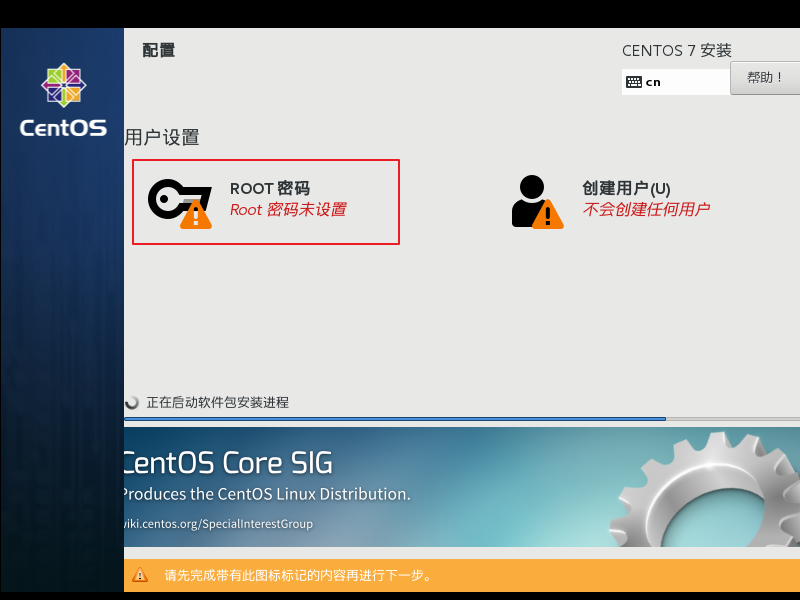 配置
CENTOS 7 安装
cn
帮助！
CentOS
用户设置
ROOT 密码
Root 密码未设置
创建用户(U)
不会创建任何用户
正在启动软件包安装进程
CentOS Core SIG
Produces the CentOS Linux Distribution.
wiki.centos.org/SpecialInterestGroup
请先完成带有此图标标记的内容再进行下一步。